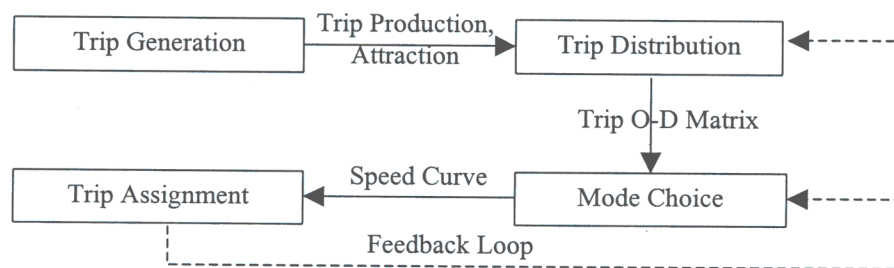 Trip Generation
Trip Production,
Attraction
Trip Distribution
Trip O-D Matrix
Trip Assignment
Speed Curve
Mode Choice
Feedback Loop